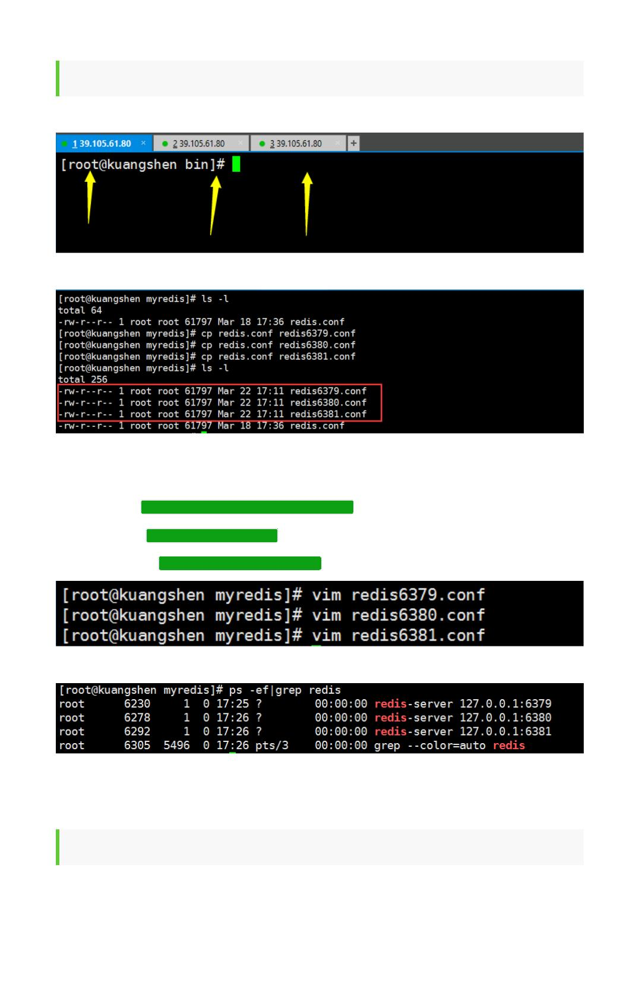 1 39.105.61.80 × 2 39.105.61.80 × 3 39.105.61.80 × +
[root@kuangshen bin]#
[root@kuangshen myredis]# ls -l
total 64
-rw-r--r-- 1 root root 61797 Mar 18 17:36 redis.conf
[root@kuangshen myredis]# cp redis.conf redis6379.conf
[root@kuangshen myredis]# cp redis.conf redis6380.conf
[root@kuangshen myredis]# cp redis.conf redis6381.conf
[root@kuangshen myredis]# ls -l
total 256
-rw-r--r-- 1 root root 61797 Mar 22 17:11 redis6379.conf
-rw-r--r-- 1 root root 61797 Mar 22 17:11 redis6380.conf
-rw-r--r-- 1 root root 61797 Mar 22 17:11 redis6381.conf
-rw-r--r-- 1 root root 61797 Mar 18 17:36 redis.conf
[root@kuangshen myredis]# vim redis6379.conf
[root@kuangshen myredis]# vim redis6380.conf
[root@kuangshen myredis]# vim redis6381.conf
[root@kuangshen myredis]# ps -ef|grep redis
root 6230 1 0 17:25 ? 00:00:00 redis-server 127.0.0.1:6379
root 6278 1 0 17:26 ? 00:00:00 redis-server 127.0.0.1:6380
root 6292 1 0 17:26 ? 00:00:00 redis-server 127.0.0.1:6381
root 6305 5496 0 17:26 pts/3 00:00:00 grep --color=auto redis